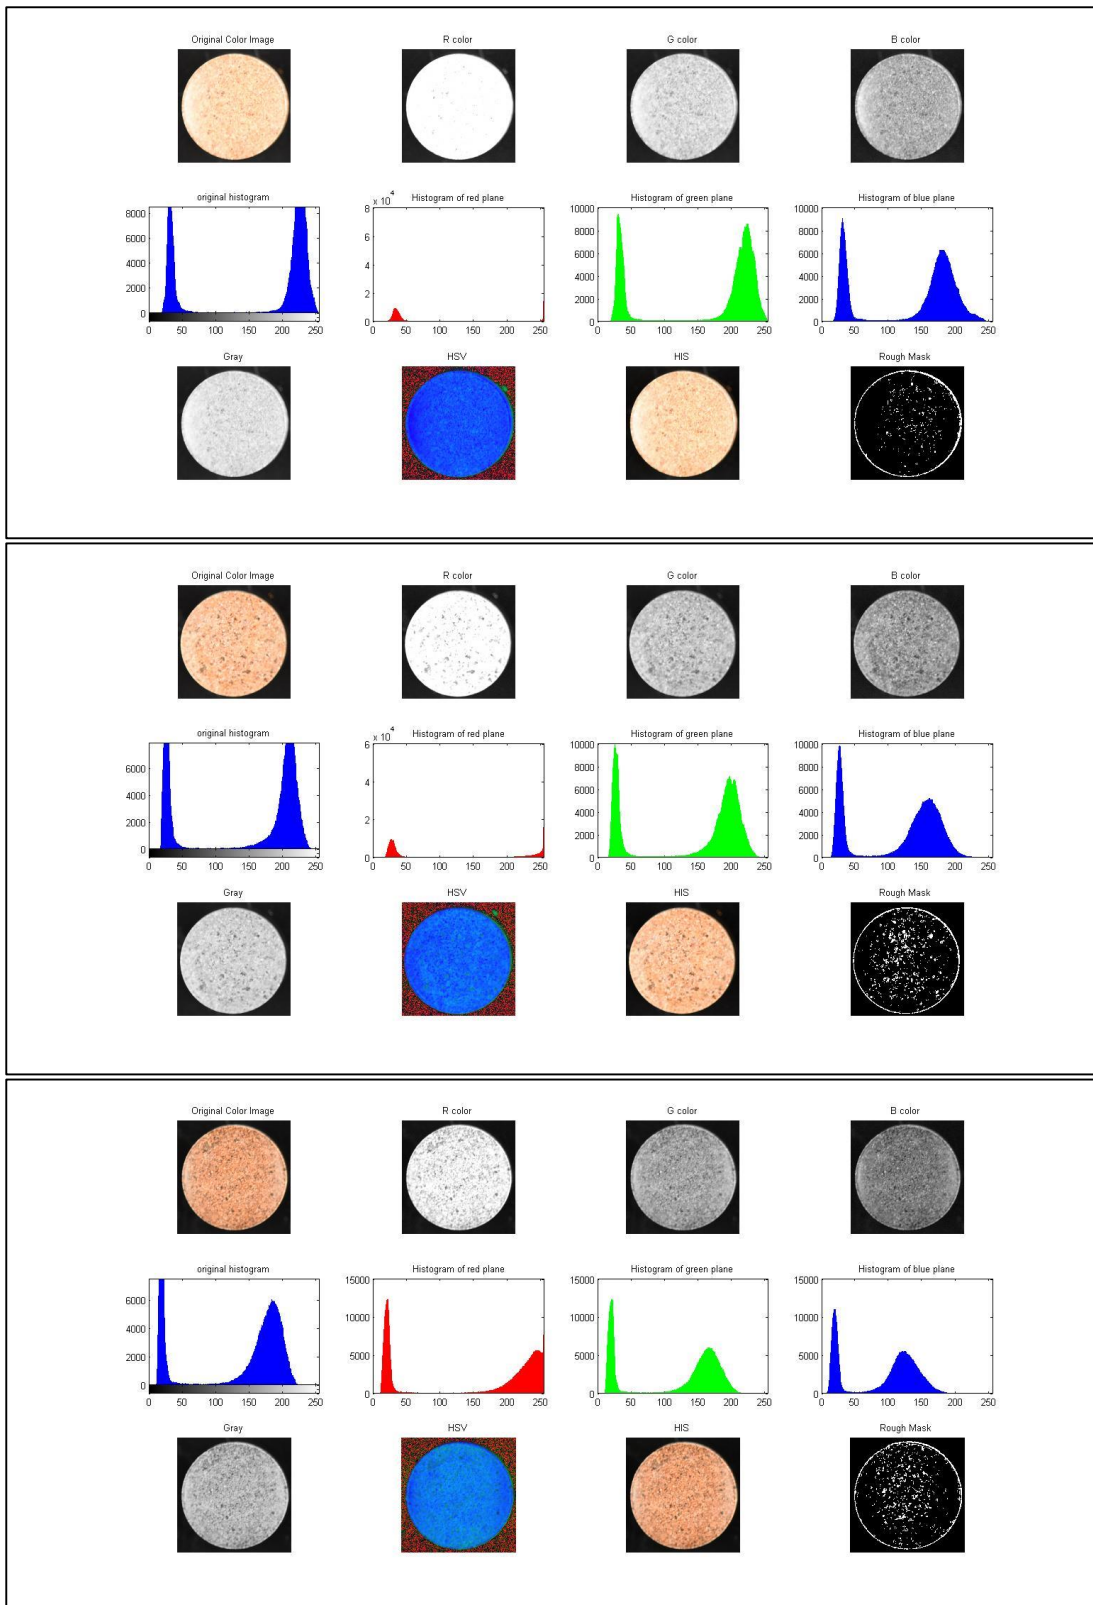 Original Color Image R color G color B color
original histogram Histogram of red plane Histogram of green plane Histogram of blue plane
x 10^4
8000 8 10000 10000
6000 6 8000 8000
4000 4 6000 6000
2000 2 4000 4000
0 0 2000 2000
0 0
0 50 100 150 200 250 0 50 100 150 200 250 0 50 100 150 200 250 0 50 100 150 200 250
Gray HSV HIS Rough Mask
Original Color Image R color G color B color
original histogram Histogram of red plane Histogram of green plane Histogram of blue plane
x 10^4
6000 6 10000 10000
4000 4 8000 8000
2000 2 6000 6000
0 0 4000 4000
2000 2000
0 0
0 50 100 150 200 250 0 50 100 150 200 250 0 50 100 150 200 250 0 50 100 150 200 250
Gray HSV HIS Rough Mask
Original Color Image R color G color B color
original histogram Histogram of red plane Histogram of green plane Histogram of blue plane
6000 15000 15000 15000
4000 10000 10000 10000
2000 5000 5000 5000
0 0 0 0
0 50 100 150 200 250 0 50 100 150 200 250 0 50 100 150 200 250 0 50 100 150 200 250
Gray HSV HIS Rough Mask